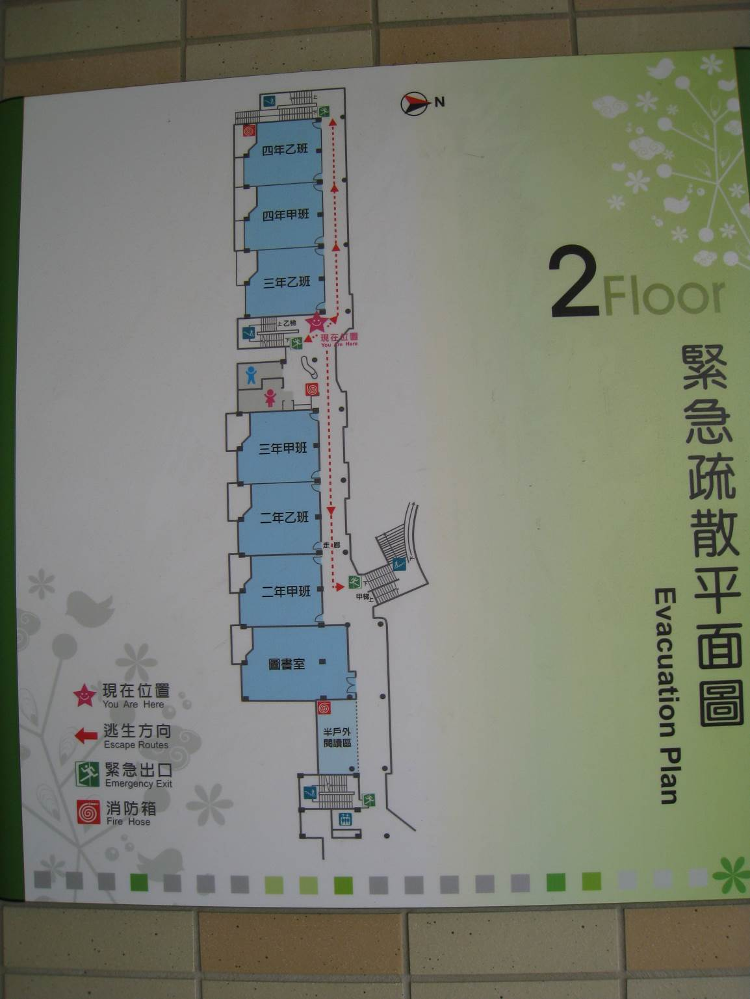 N
上
下
四年乙班
四年甲班
三年乙班
上 乙梯
下
現在位置
You Are Here
三年甲班
二年乙班
走廊
二年甲班
下
下
甲梯
上
圖書室
半戶外
閱讀區
2 Floor
緊急疏散平面圖
Evacuation Plan
現在位置
You Are Here
逃生方向
Escape Routes
緊急出口
Emergency Exit
消防箱
Fire Hose